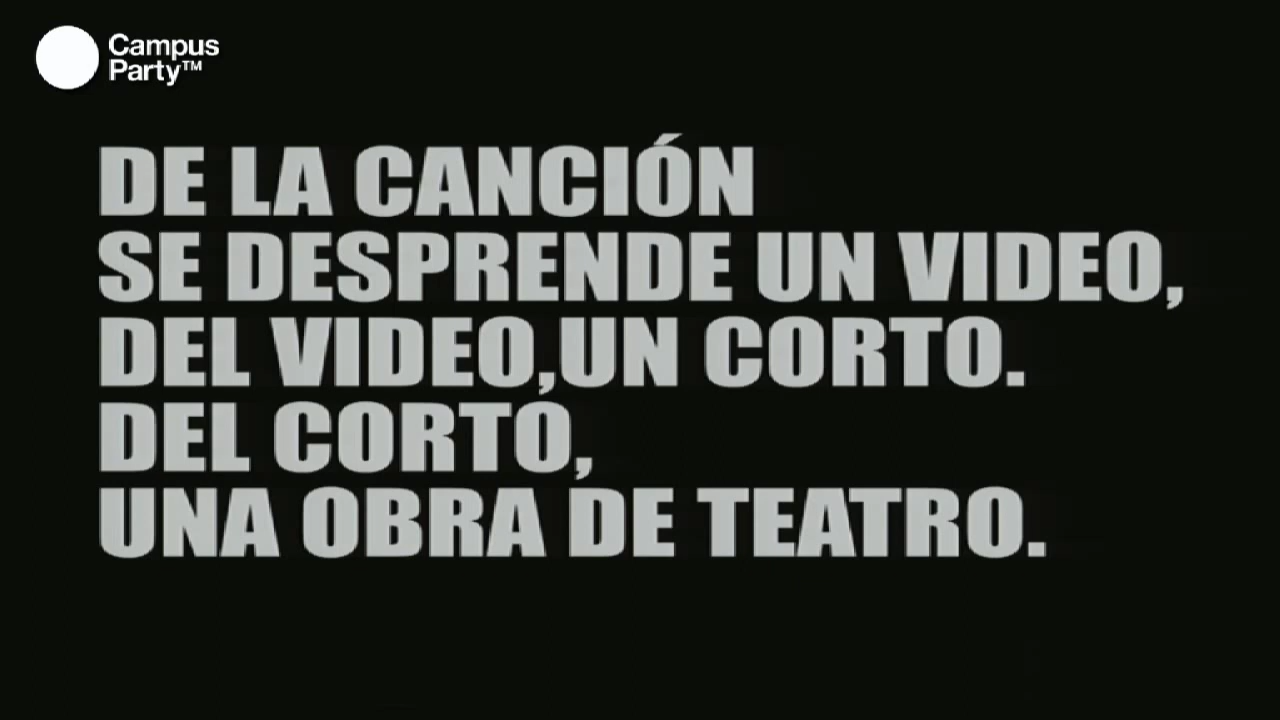 Campus
Party™
DE LA CANCIÓN
SE DESPRENDE UN VIDEO,
DEL VIDEO,UN CORTO.
DEL CORTO,
UNA OBRA DE TEATRO.